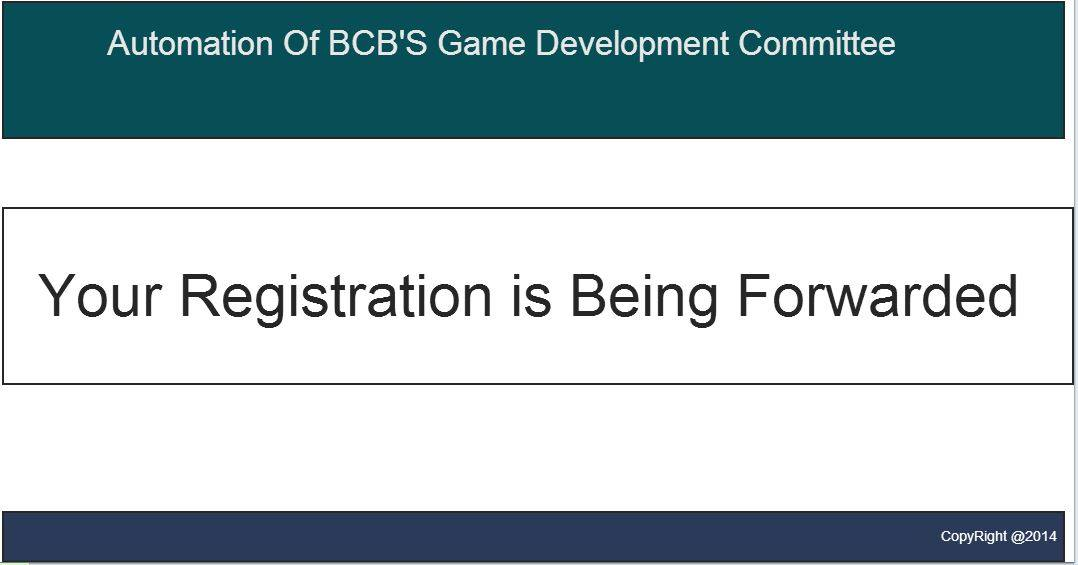 Automation Of BCB'S Game Development Committee
Your Registration is Being Forwarded
CopyRight @2014